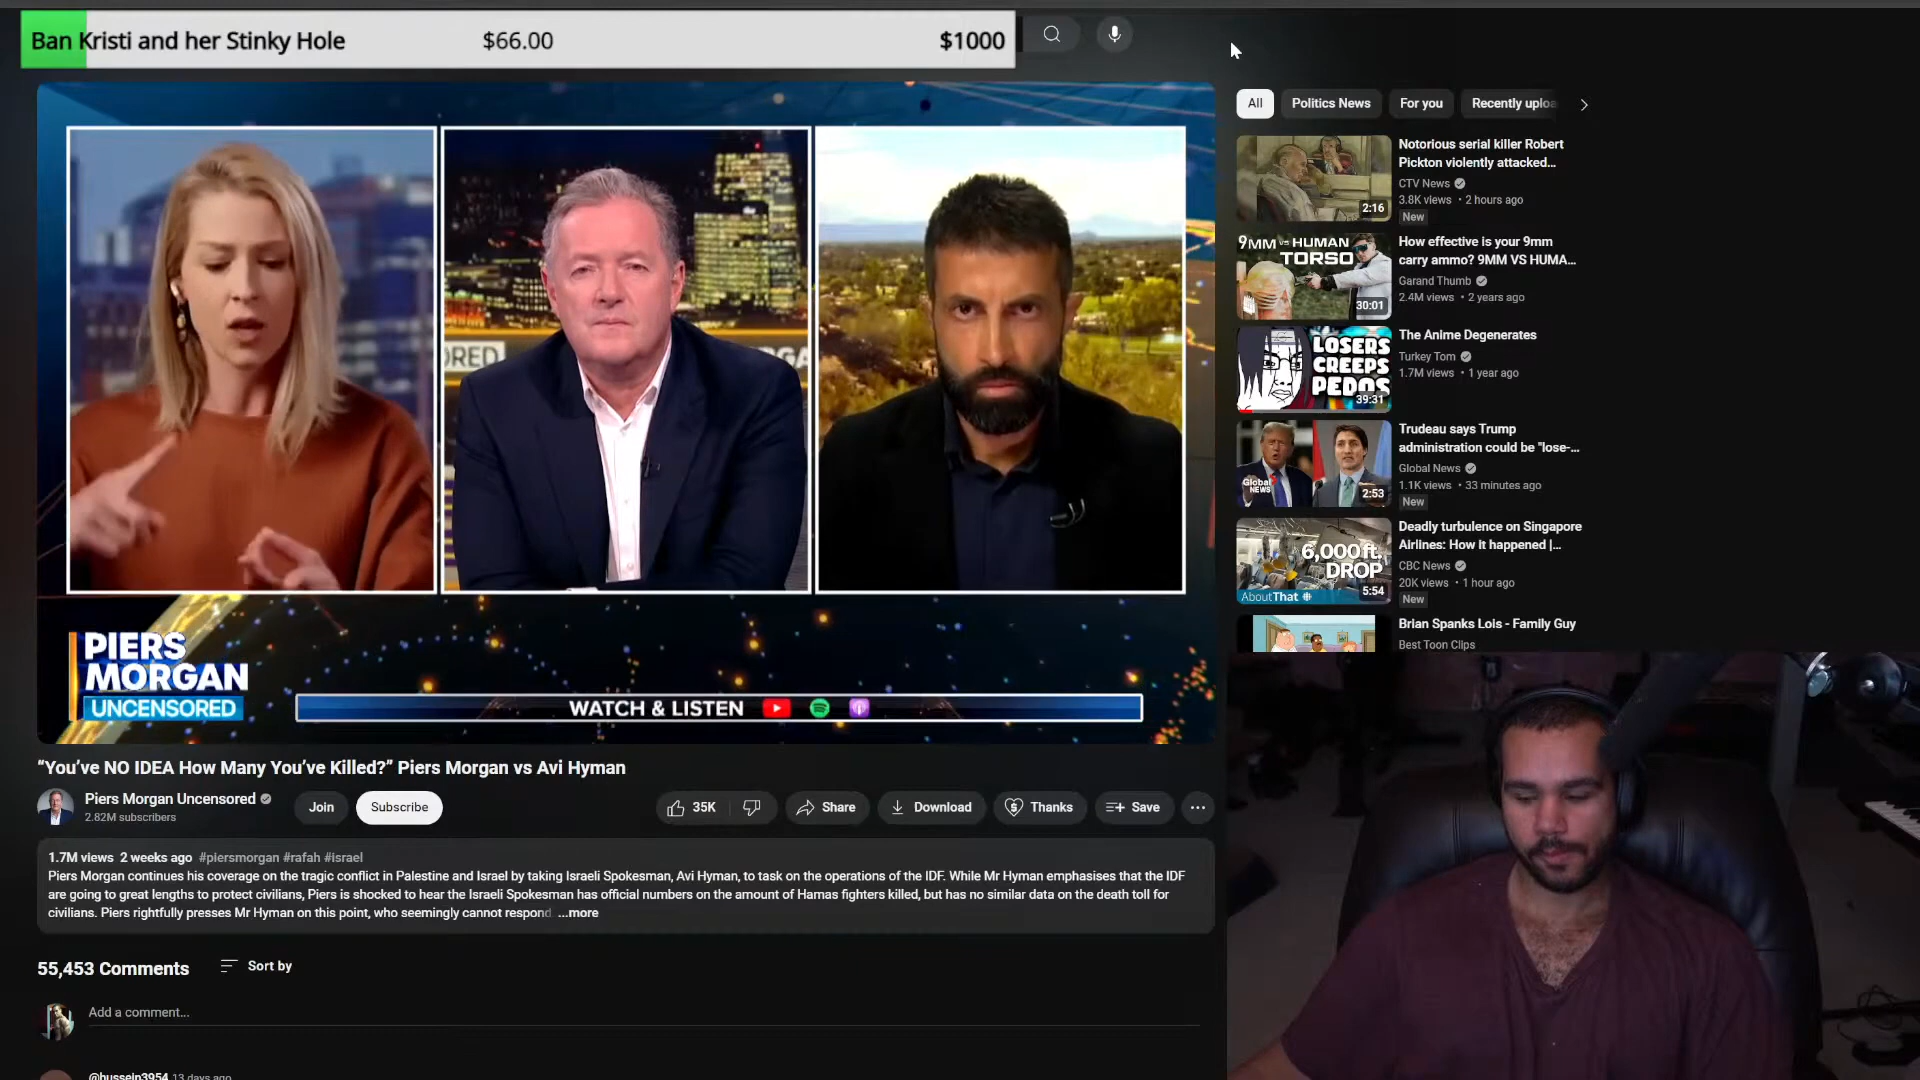 Ban Kristi and her Stinky Hole $66.00 $1000
All Politics News For you Recently uploa
PIERS
MORGAN
UNCENSORED
WATCH & LISTEN
“You’ve NO IDEA How Many You’ve Killed?” Piers Morgan vs Avi Hyman
Piers Morgan Uncensored
2.82M subscribers
Join
Subscribe
35K
Share
Download
Thanks
Save
1.7M views 2 weeks ago #piersmorgan #rafah #israel
Piers Morgan continues his coverage on the tragic conflict in Palestine and Israel by taking Israeli Spokesman, Avi Hyman, to task on the operations of the IDF. While Mr Hyman emphasises that the IDF
are going to great lengths to protect civilians, Piers is shocked to hear the Israeli Spokesman has official numbers on the amount of Hamas fighters killed, but has no similar data on the death toll for
civilians. Piers rightfully presses Mr Hyman on this point, who seemingly cannot respond ...more
55,453 Comments
Sort by
Add a comment...
@hussein3954 13 days ago
Notorious serial killer Robert
Pickton violently attacked...
CTV News
3.8K views • 2 hours ago
New
2:16
9MM VS HUMAN
TORSO
30:01
How effective is your 9mm
carry ammo? 9MM VS HUMA...
Garand Thumb
2.4M views • 2 years ago
LOSERS
CREEPS
PEDOS
39:31
The Anime Degenerates
Turkey Tom
1.7M views • 1 year ago
Global
NEWS
2:53
Trudeau says Trump
administration could be "lose-...
Global News
1.1K views • 33 minutes ago
New
6,000 ft.
DROP
AboutThat
5:54
Deadly turbulence on Singapore
Airlines: How it happened |...
CBC News
20K views • 1 hour ago
New
Brian Spanks Lois - Family Guy
Best Toon Clips